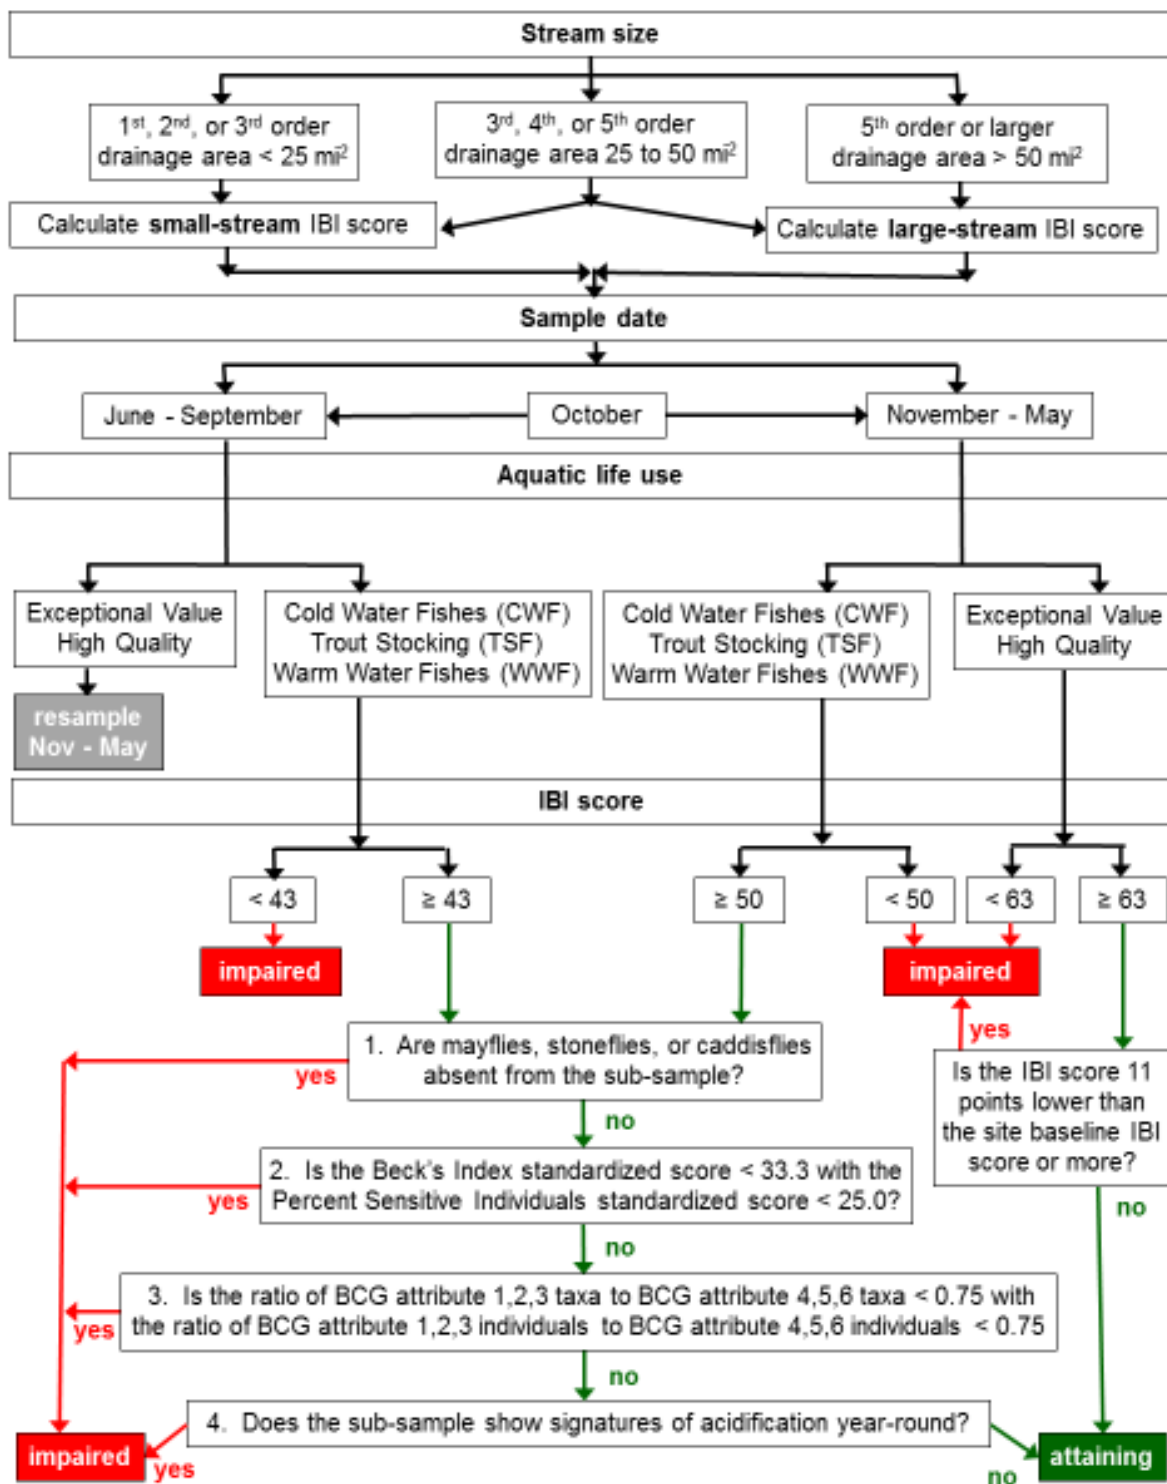 Stream size
1st, 2nd, or 3rd order
drainage area < 25 mi²
3rd, 4th, or 5th order
drainage area 25 to 50 mi²
5th order or larger
drainage area > 50 mi²
Calculate small-stream IBI score
Calculate large-stream IBI score
Sample date
June - September
October
November - May
Aquatic life use
Exceptional Value
High Quality
Cold Water Fishes (CWF)
Trout Stocking (TSF)
Warm Water Fishes (WWF)
Cold Water Fishes (CWF)
Trout Stocking (TSF)
Warm Water Fishes (WWF)
Exceptional Value
High Quality
resample
Nov - May
IBI score
< 43
≥ 43
≥ 50
< 50
< 63
≥ 63
impaired
impaired
yes
1. Are mayflies, stoneflies, or caddisflies
absent from the sub-sample?
yes
no
Is the IBI score 11
points lower than
the site baseline IBI
score or more?
no
2. Is the Beck's Index standardized score < 33.3 with the
Percent Sensitive Individuals standardized score < 25.0?
yes
no
3. Is the ratio of BCG attribute 1,2,3 taxa to BCG attribute 4,5,6 taxa < 0.75 with
the ratio of BCG attribute 1,2,3 individuals to BCG attribute 4,5,6 individuals < 0.75
yes
no
4. Does the sub-sample show signatures of acidification year-round?
impaired
yes
no
attaining